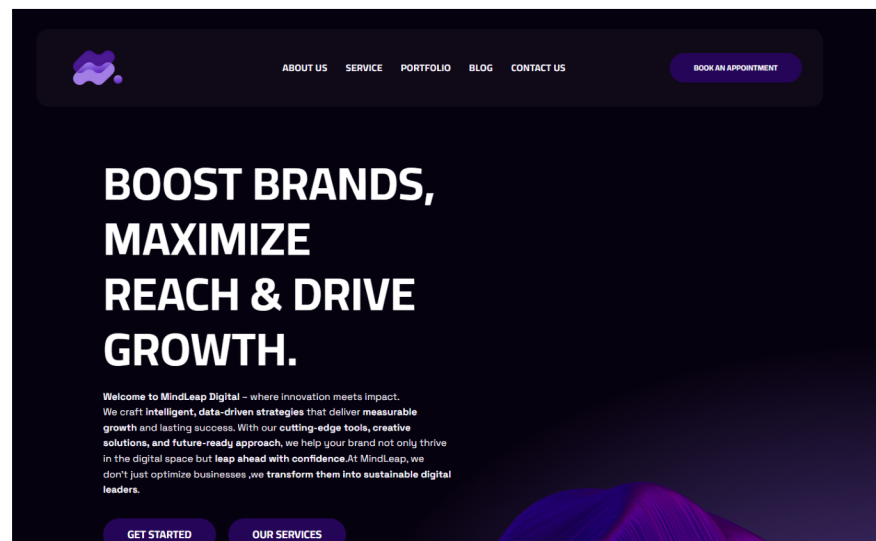 ABOUT US SERVICE PORTFOLIO BLOG CONTACT US BOOK AN APPOINTMENT
BOOST BRANDS,
MAXIMIZE
REACH & DRIVE
GROWTH.
Welcome to MindLeap Digital – where innovation meets impact.
We craft intelligent, data-driven strategies that deliver measurable
growth and lasting success. With our cutting-edge tools, creative
solutions, and future-ready approach, we help your brand not only thrive
in the digital space but leap ahead with confidence.At MindLeap, we
don't just optimize businesses ,we transform them into sustainable digital
leaders.
GET STARTED OUR SERVICES